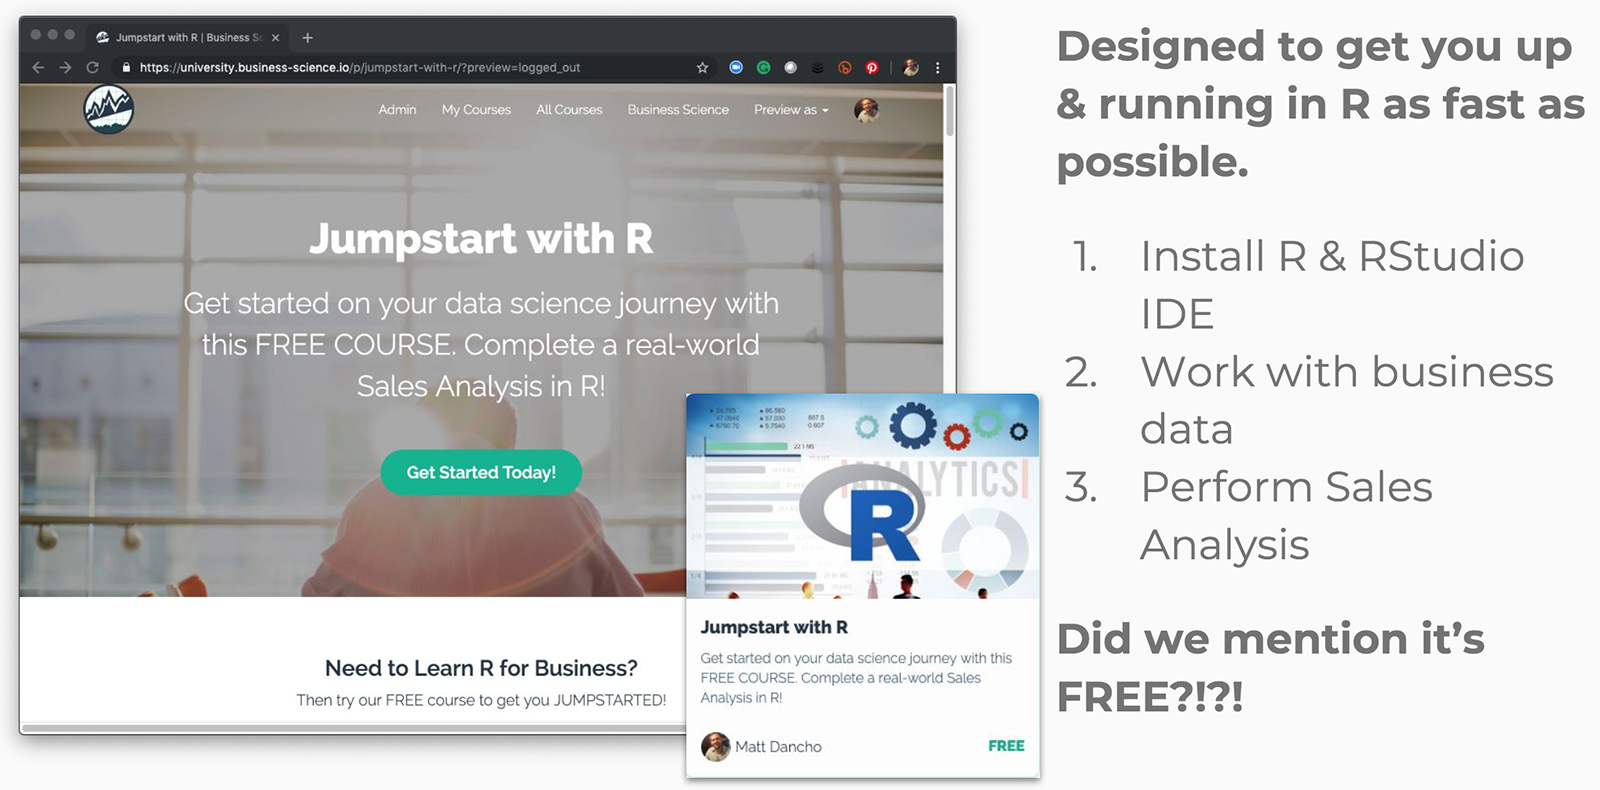 Jumpstart with R | Business Sc
https://university.business-science.io/p/jumpstart-with-r/?preview=logged_out
Admin My Courses All Courses Business Science Preview as
Jumpstart with R
Get started on your data science journey with
this FREE COURSE. Complete a real-world
Sales Analysis in R!
Get Started Today!
Need to Learn R for Business?
Then try our FREE course to get you JUMPSTARTED!
ANALYTICS
R
Jumpstart with R
Get started on your data science journey with this
FREE COURSE. Complete a real-world Sales
Analysis in R!
Matt Dancho FREE
Designed to get you up
& running in R as fast as
possible.
1. Install R & RStudio
IDE
2. Work with business
data
3. Perform Sales
Analysis
Did we mention it’s
FREE?!?!